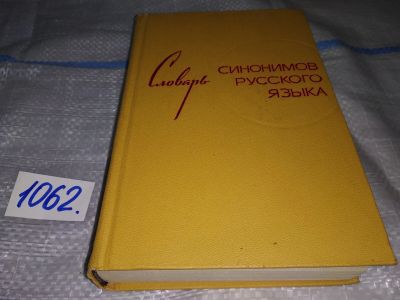 Словарь
СИНОНИМОВ
РУССКОГО
ЯЗЫКА
1062.